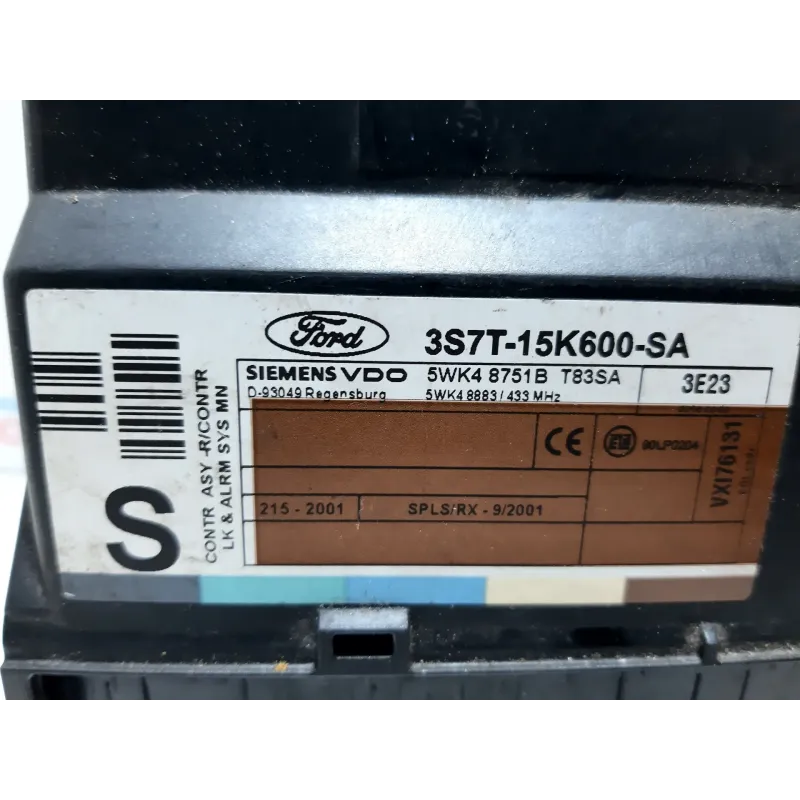 Ford
3S7T-15K600-SA
SIEMENS VDO
5WK4 8751B T83SA
3E23
D-93049 Regensburg
5WK4 8883 / 433 MHz
CE
215 - 2001
SPLS/RX - 9/2001
VXI76131
CONTR ASY -R/CONTR
LK & ALRM SYS MN
S